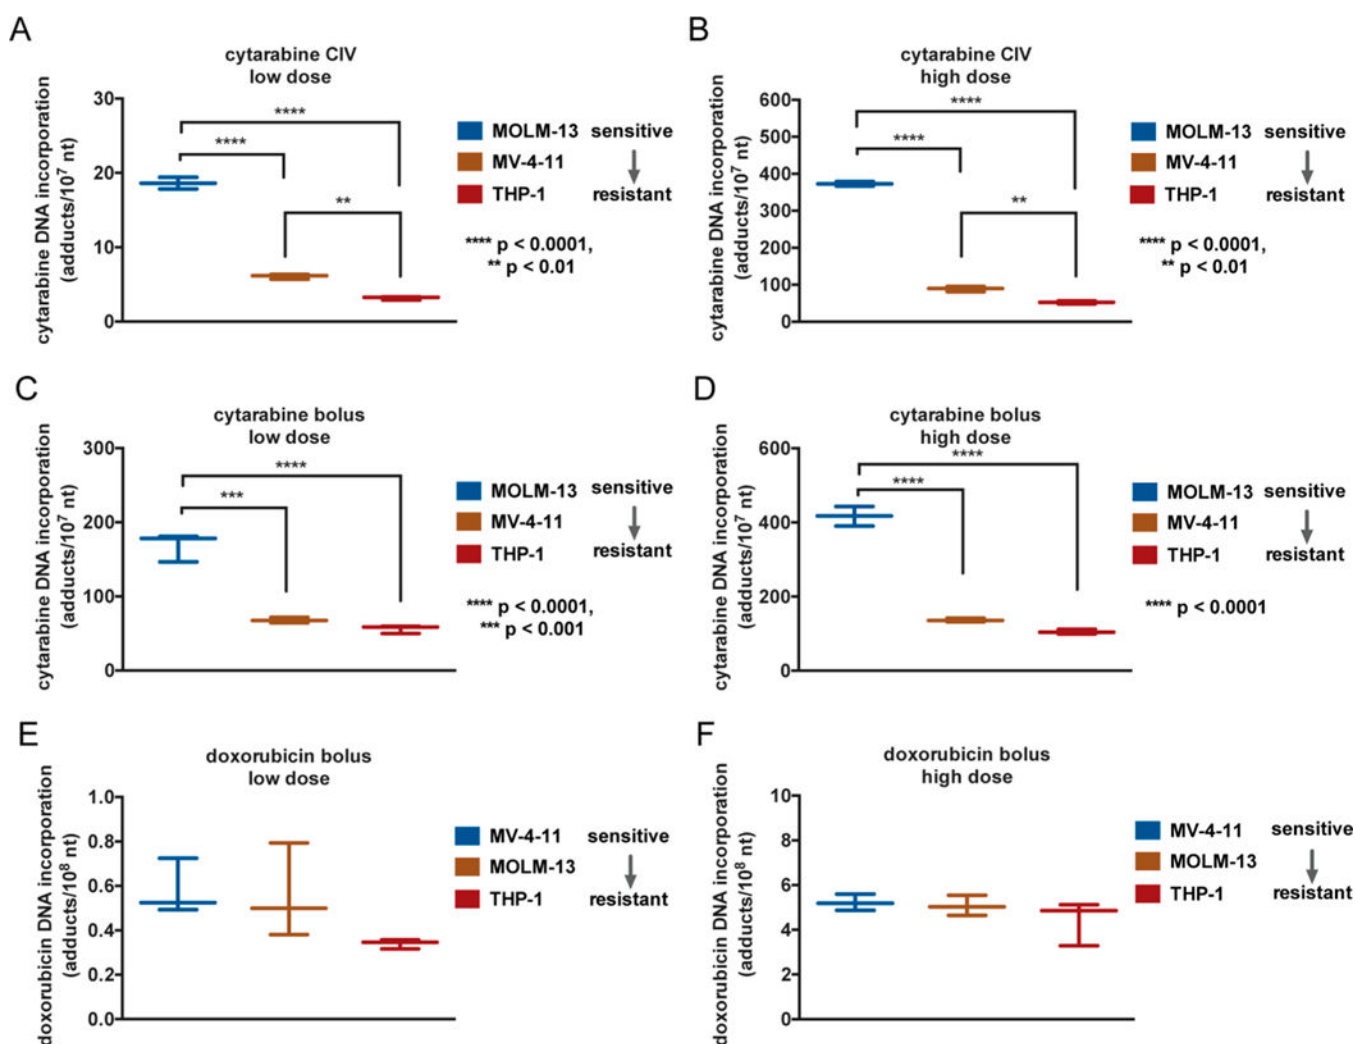 A
cytarabine CIV
low dose
cytarabine DNA incorporation
(adducts/10⁷ nt)
30
20
10
0
****
****
**
MOLM-13 sensitive
MV-4-11
THP-1 resistant
**** p < 0.0001,
** p < 0.01
B
cytarabine CIV
high dose
cytarabine DNA incorporation
(adducts/10⁷ nt)
600
500
400
300
200
100
0
****
****
**
MOLM-13 sensitive
MV-4-11
THP-1 resistant
**** p < 0.0001,
** p < 0.01
C
cytarabine bolus
low dose
cytarabine DNA incorporation
(adducts/10⁷ nt)
300
200
100
0
****
***
MOLM-13 sensitive
MV-4-11
THP-1 resistant
**** p < 0.0001,
*** p < 0.001
D
cytarabine bolus
high dose
cytarabine DNA incorporation
(adducts/10⁷ nt)
600
400
200
0
****
****
MOLM-13 sensitive
MV-4-11
THP-1 resistant
**** p < 0.0001
E
doxorubicin bolus
low dose
doxorubicin DNA incorporation
(adducts/10⁸ nt)
1.0
0.8
0.6
0.4
0.2
0.0
MV-4-11 sensitive
MOLM-13
THP-1 resistant
F
doxorubicin bolus
high dose
doxorubicin DNA incorporation
(adducts/10⁸ nt)
10
8
6
4
2
0
MV-4-11 sensitive
MOLM-13
THP-1 resistant